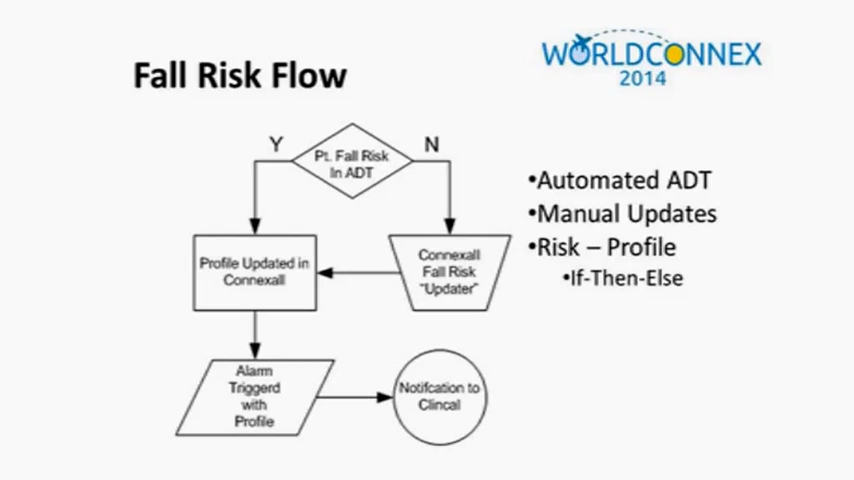 WORLDCONNEX
2014
Fall Risk Flow
Y
N
Pt. Fall Risk
In ADT
•Automated ADT
•Manual Updates
•Risk – Profile
•If-Then-Else
Profile Updated in
Connexall
Connexall
Fall Risk
"Updater"
Alarm
Triggerd
with
Profile
Notifcation to
Clincal